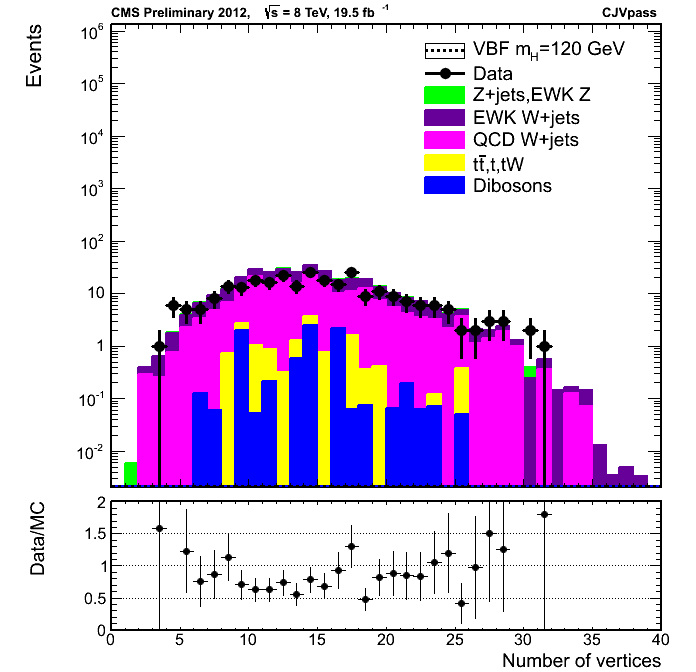 CMS Preliminary 2012, √s = 8 TeV, 19.5 fb⁻¹ CJVpass
Events
10⁶
10⁵
10⁴
10³
10²
10
1
10⁻¹
10⁻²
VBF m_H=120 GeV
Data
Z+jets,EWK Z
EWK W+jets
QCD W+jets
tt̄,t,tW
Dibosons
Data/MC
2
1.5
1
0.5
0
0 5 10 15 20 25 30 35 40
Number of vertices